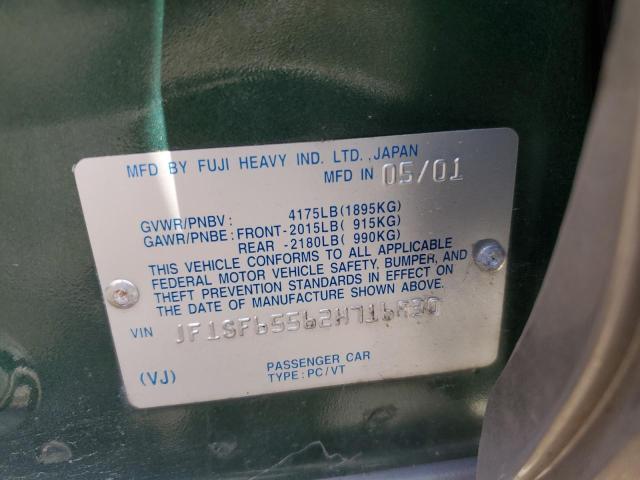 MFD BY FUJI HEAVY IND. LTD., JAPAN
MFD IN 05/01
GVWR/PNBV: 4175LB(1895KG)
GAWR/PNBE: FRONT-2015LB( 915KG)
REAR -2180LB( 990KG)
THIS VEHICLE CONFORMS TO ALL APPLICABLE
FEDERAL MOTOR VEHICLE SAFETY, BUMPER, AND
THEFT PREVENTION STANDARDS IN EFFECT ON
THE DATE OF MANUFACTURE SHOWN ABOVE.
VIN
PASSENGER CAR
(VJ) TYPE: PC/VT